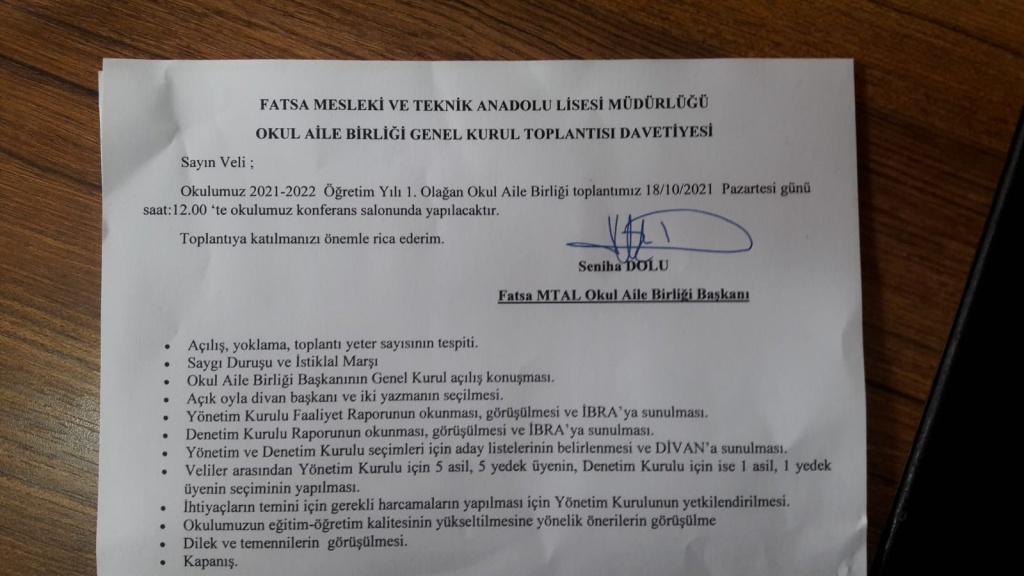 FATSA MESLEKİ VE TEKNİK ANADOLU LİSESİ MÜDÜRLÜĞÜ
OKUL AİLE BİRLİĞİ GENEL KURUL TOPLANTISI DAVETİYESİ
Sayın Veli ;
Okulumuz 2021-2022 Öğretim Yılı 1. Olağan Okul Aile Birliği toplantımız 18/10/2021 Pazartesi günü
saat:12.00 ‘te okulumuz konferans salonunda yapılacaktır.
Toplantıya katılmanızı önemle rica ederim.
Seniha DOLU
Fatsa MTAL Okul Aile Birliği Başkanı
• Açılış, yoklama, toplantı yeter sayısının tespiti.
• Saygı Duruşu ve İstiklal Marşı
• Okul Aile Birliği Başkanının Genel Kurul açılış konuşması.
• Açık oyla divan başkanı ve iki yazmanın seçilmesi.
• Yönetim Kurulu Faaliyet Raporunun okunması, görüşülmesi ve İBRA’ya sunulması.
• Denetim Kurulu Raporunun okunması, görüşülmesi ve İBRA’ya sunulması.
• Yönetim ve Denetim Kurulu seçimleri için aday listelerinin belirlenmesi ve DİVAN’a sunulması.
• Veliler arasından Yönetim Kurulu için 5 asil, 5 yedek üyenin, Denetim Kurulu için ise 1 asil, 1 yedek
üyenin seçiminin yapılması.
• İhtiyaçların temini için gerekli harcamaların yapılması için Yönetim Kurulunun yetkilendirilmesi.
• Okulumuzun eğitim-öğretim kalitesinin yükseltilmesine yönelik önerilerin görüşülme
• Dilek ve temennilerin görüşülmesi.
• Kapanış.